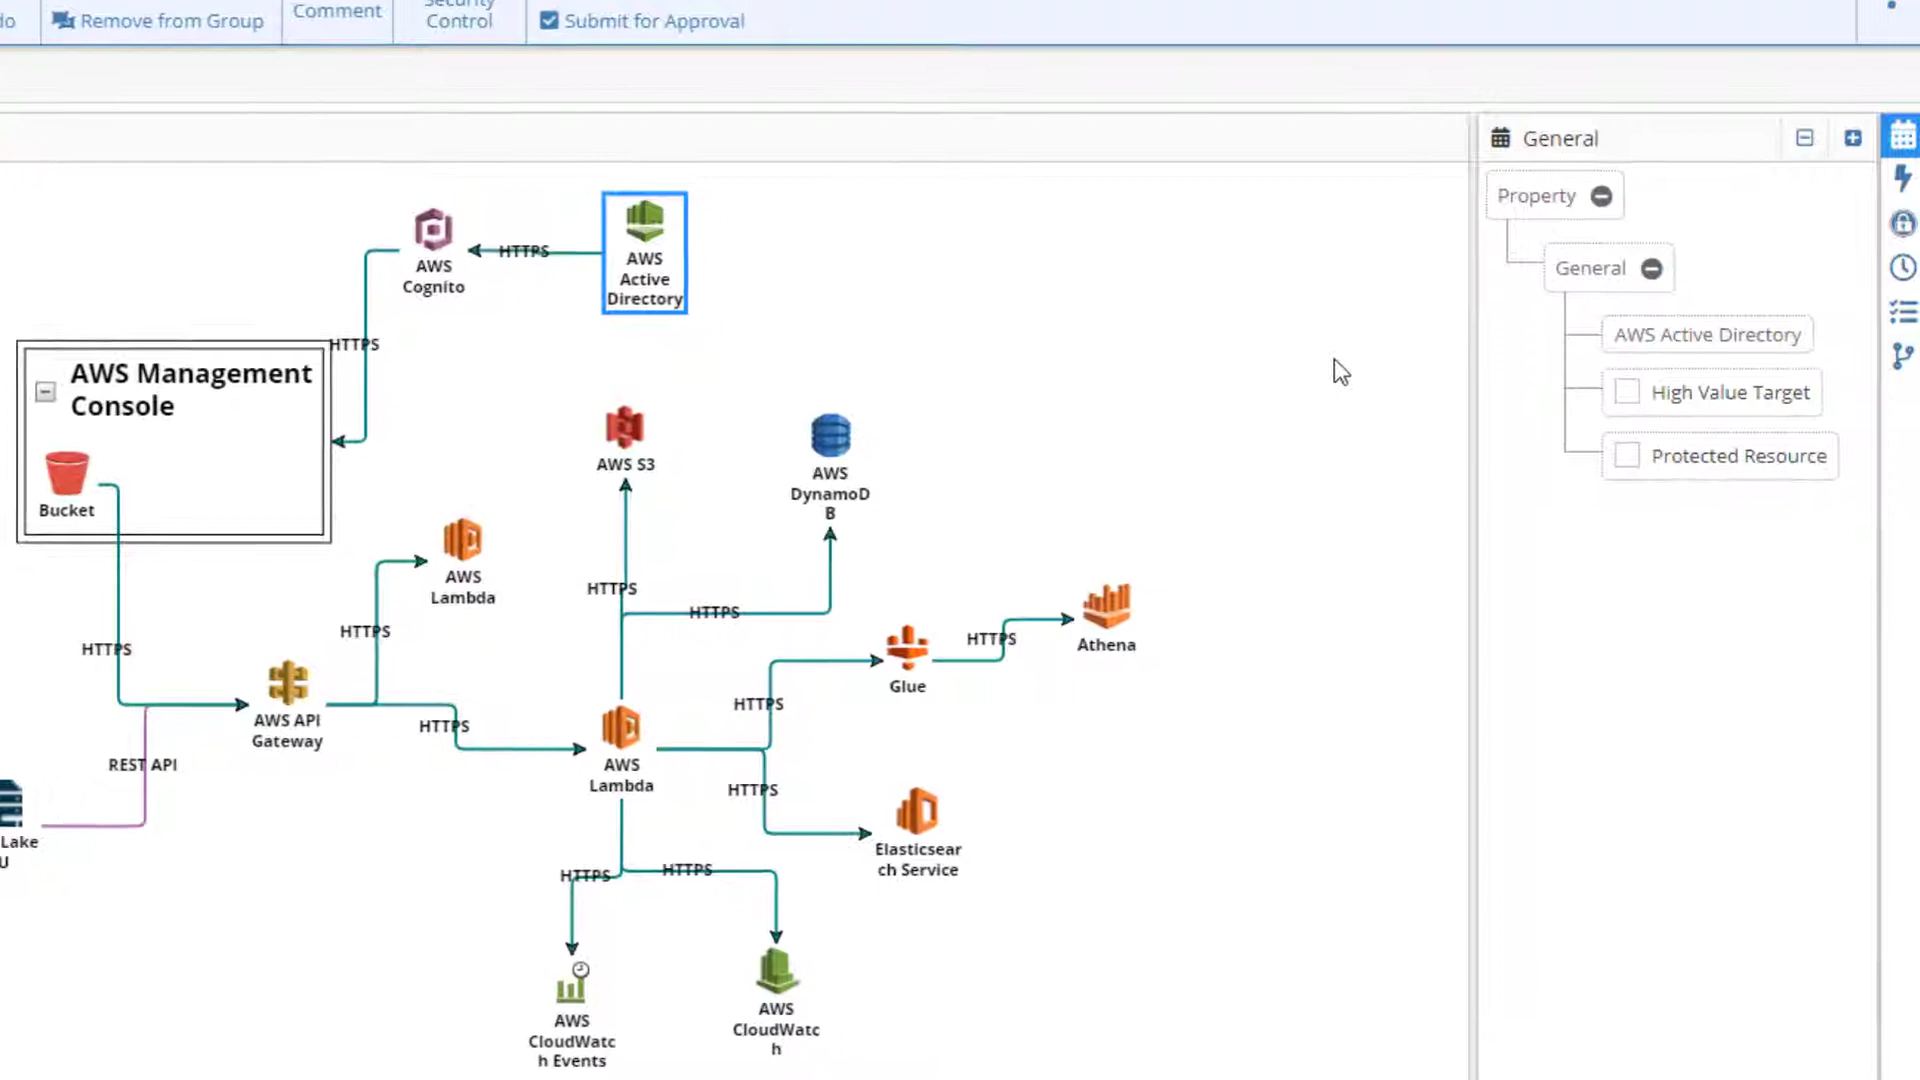 do
Remove from Group
Comment
Security
Control
Submit for Approval
General
Property
General
AWS Active Directory
High Value Target
Protected Resource
AWS
Cognito
HTTPS
AWS
Active
Directory
HTTPS
AWS Management
Console
Bucket
AWS S3
AWS
DynamoD
B
AWS
Lambda
HTTPS
HTTPS
HTTPS
HTTPS
HTTPS
Athena
Glue
HTTPS
AWS API
Gateway
HTTPS
REST API
AWS
Lambda
HTTPS
Lake
U
Elasticsear
ch Service
HTTPS
HTTPS
AWS
CloudWatc
h Events
AWS
CloudWatc
h